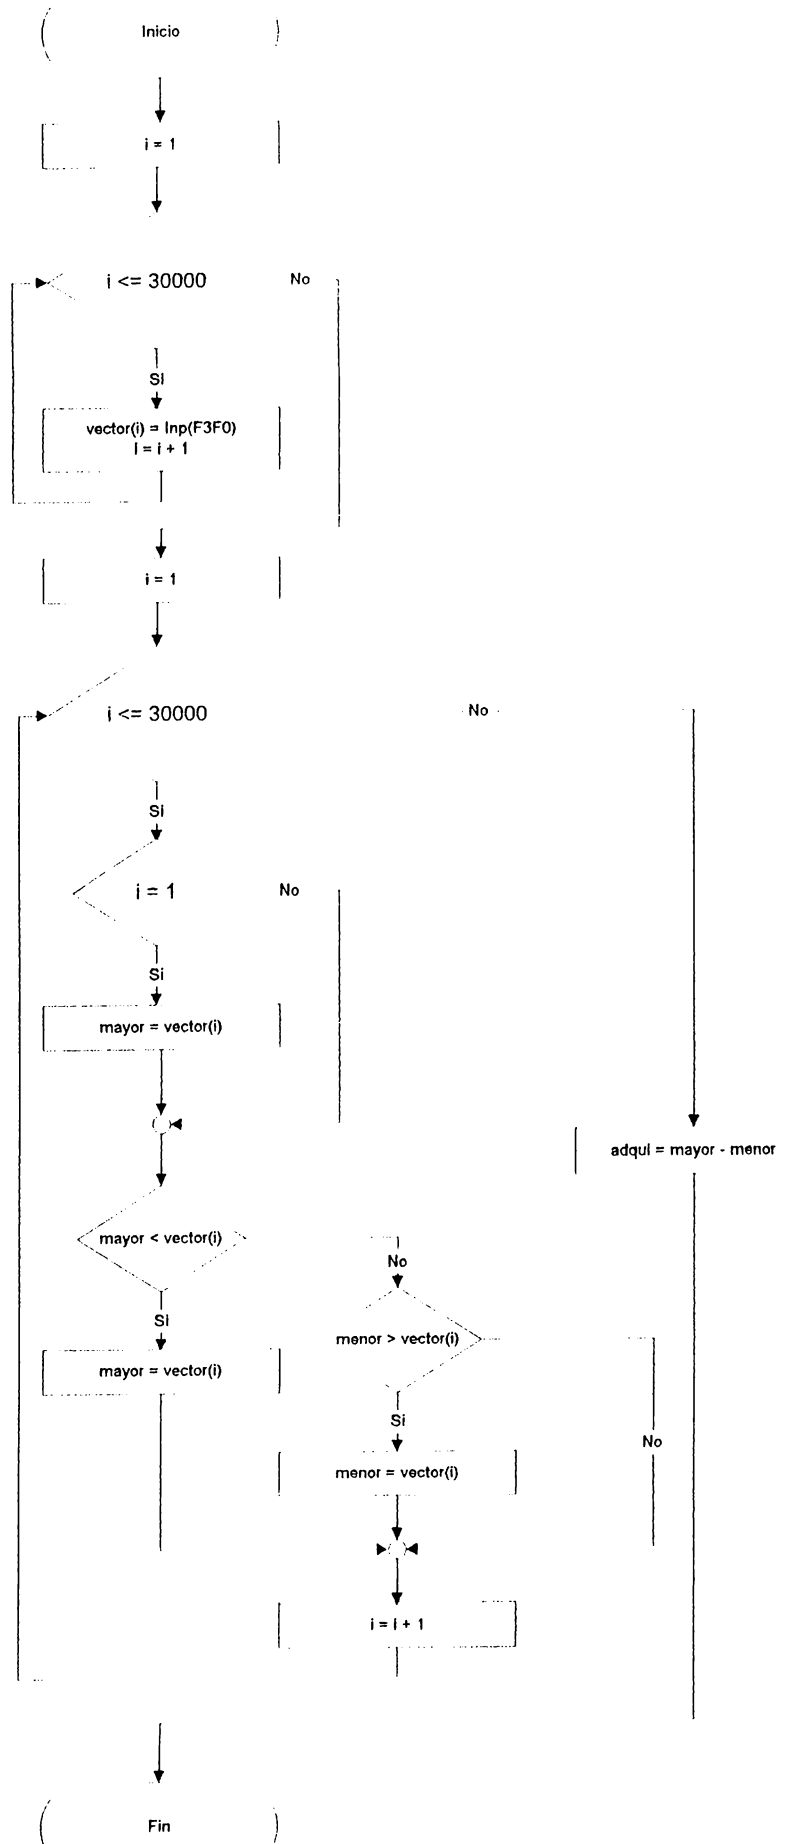 Inicio
i = 1
i <= 30000
No
Si
vector(i) = Inp(F3F0)
i = i + 1
i = 1
i <= 30000
No
Si
i = 1
No
Si
mayor = vector(i)
adqui = mayor - menor
mayor < vector(i)
No
Si
menor > vector(i)
mayor = vector(i)
Si
No
menor = vector(i)
i = i + 1
Fin